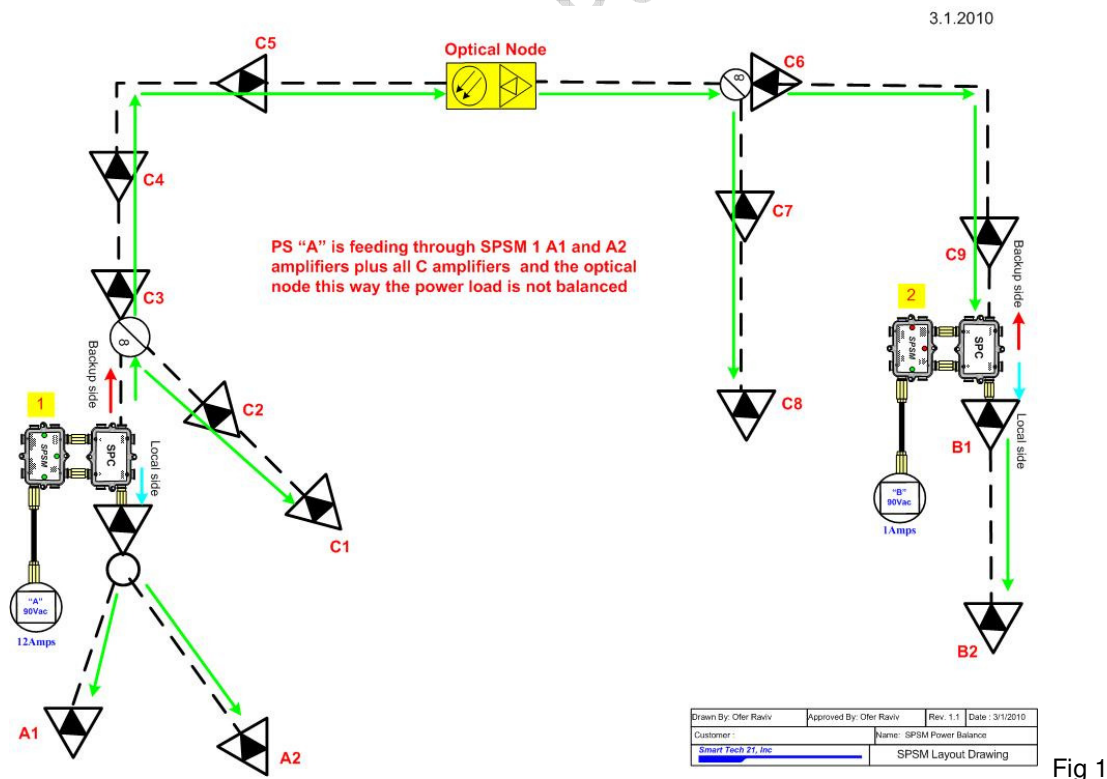 3.1.2010
C5
Optical Node
C6
8
C4
C7
PS “A” is feeding through SPSM 1 A1 and A2
amplifiers plus all C amplifiers and the optical
node this way the power load is not balanced
C9
Backup side
C3
2
8
SPSM
SPC
Backup side
C2
C8
1
SPSM
SPC
Local side
B1
Local side
“B”
90Vac
1Amps
C1
“A”
90Vac
12Amps
B2
A1
A2
Drawn By: Ofer Raviv Approved By: Ofer Raviv Rev. 1.1 Date : 3/1/2010
Customer : Name: SPSM Power Balance
Smart Tech 21, Inc SPSM Layout Drawing
Fig 1